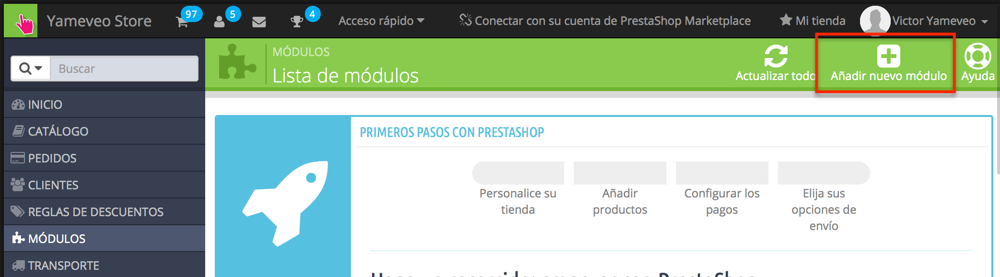 Yameveo Store
97
5
4
Acceso rápido
Conectar con su cuenta de PrestaShop Marketplace
Mi tienda
Victor Yameveo
Buscar
INICIO
CATÁLOGO
PEDIDOS
CLIENTES
REGLAS DE DESCUENTOS
MÓDULOS
TRANSPORTE
MÓDULOS
Lista de módulos
Actualizar todo
Añadir nuevo módulo
Ayuda
PRIMEROS PASOS CON PRESTASHOP
Personalice su
tienda
Añadir
productos
Configurar los
pagos
Elija sus
opciones de
envío